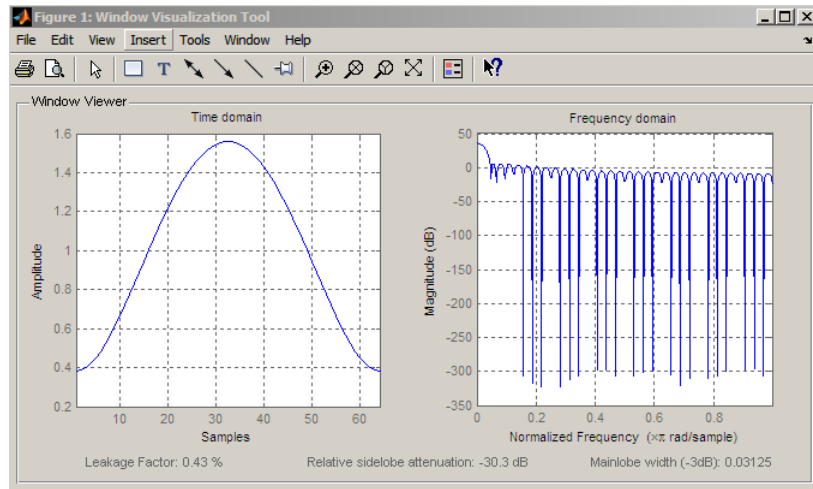 Figure 1: Window Visualization Tool
File Edit View Insert Tools Window Help
T
Window Viewer
Time domain
1.6
1.4
1.2
1
0.8
0.6
0.4
0.2
10 20 30 40 50 60
Amplitude
Samples
Frequency domain
50
0
-50
-100
-150
-200
-250
-300
-350
0 0.2 0.4 0.6 0.8
Magnitude (dB)
Normalized Frequency (×π rad/sample)
Leakage Factor: 0.43 % Relative sidelobe attenuation: -30.3 dB Mainlobe width (-3dB): 0.03125